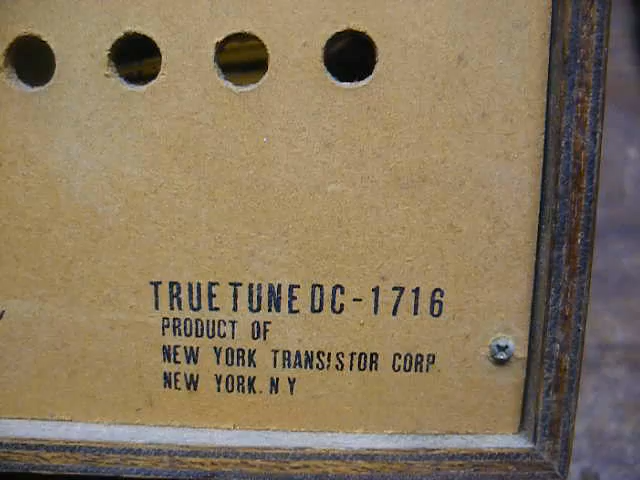 TRUETUNE DC-1716
PRODUCT OF
NEW YORK TRANSISTOR CORP.
NEW YORK. N Y